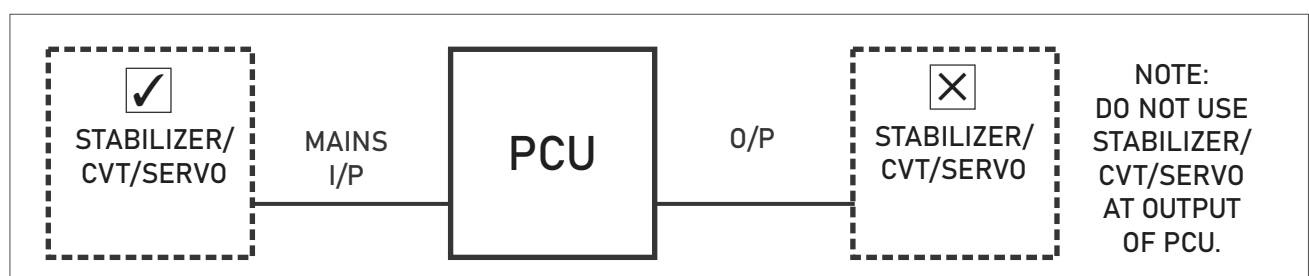 ✓
STABILIZER/
CVT/SERVO
MAINS
I/P
PCU
O/P
×
STABILIZER/
CVT/SERVO
NOTE:
DO NOT USE
STABILIZER/
CVT/SERVO
AT OUTPUT
OF PCU.